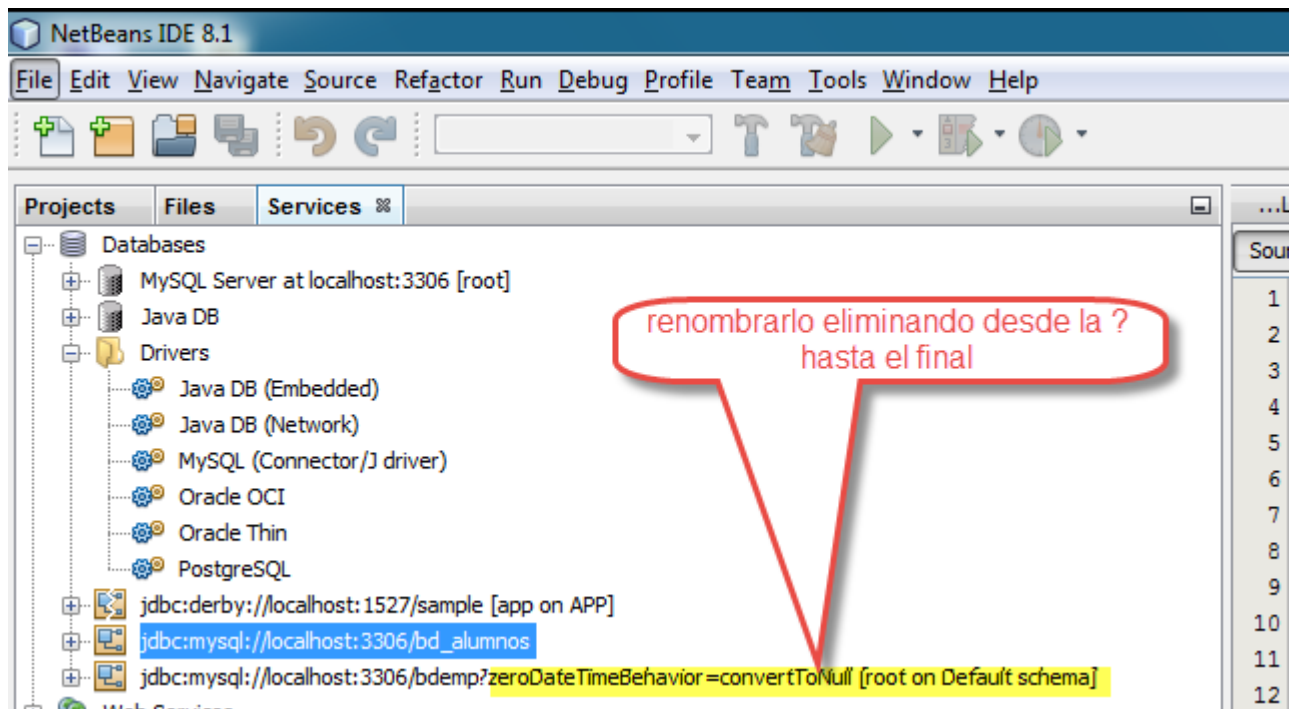 NetBeans IDE 8.1
File Edit View Navigate Source Refactor Run Debug Profile Team Tools Window Help
Projects Files Services
...L
Databases
Sour
MySQL Server at localhost:3306 [root]
Java DB
Drivers
Java DB (Embedded)
Java DB (Network)
MySQL (Connector/J driver)
Oracle OCI
Oracle Thin
PostgreSQL
jdbc:derby://localhost:1527/sample [app on APP]
jdbc:mysql://localhost:3306/bd_alumnos
jdbc:mysql://localhost:3306/bdemp?zeroDateTimeBehavior=convertToNull [root on Default schema]
Web Services
renombrarlo eliminando desde la ?
hasta el final
1
2
3
4
5
6
7
8
9
10
11
12